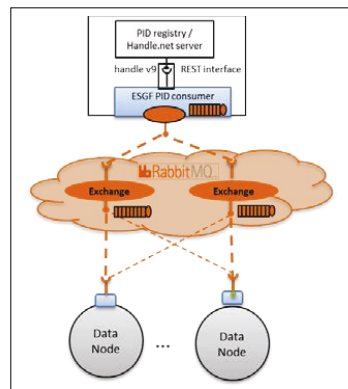 PID registry /
Handle.net server
handle v9 REST interface
ESGF PID consumer
RabbitMQ
Exchange Exchange
Data
Node
...
Data
Node